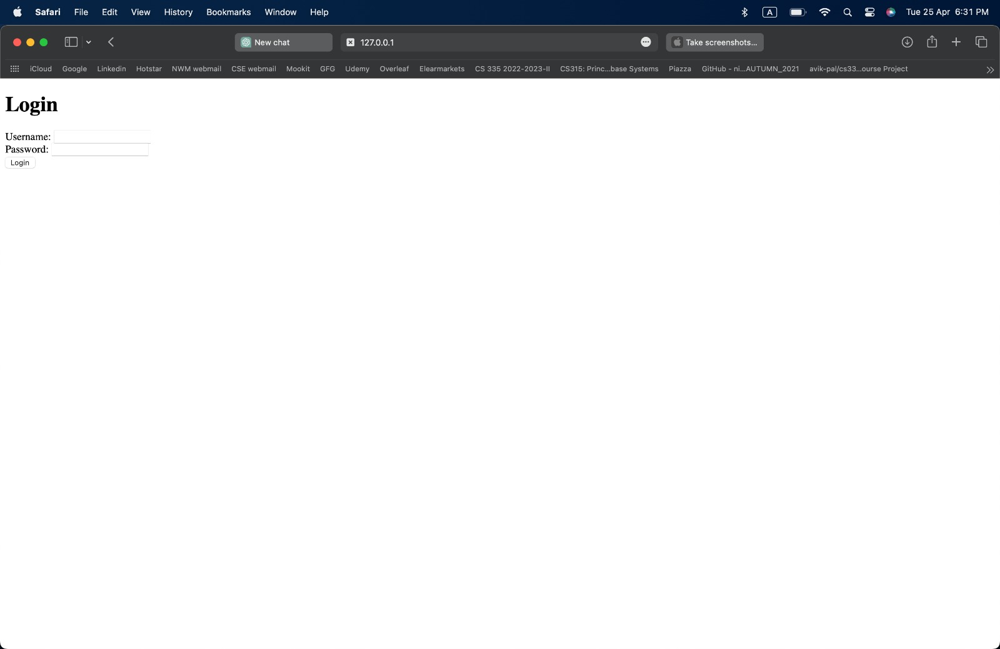 Safari File Edit View History Bookmarks Window Help A Tue 25 Apr 6:31 PM
New chat 127.0.0.1 Take screenshots...
iCloud Google Linkedin Hotstar NWM webmail CSE webmail Mookit GFG Udemy Overleaf Elearmarkets CS 335 2022-2023-II CS315: Princ...base Systems Piazza GitHub - ni...AUTUMN_2021 avik-pal/cs33...ourse Project
Login
Username:
Password:
Login